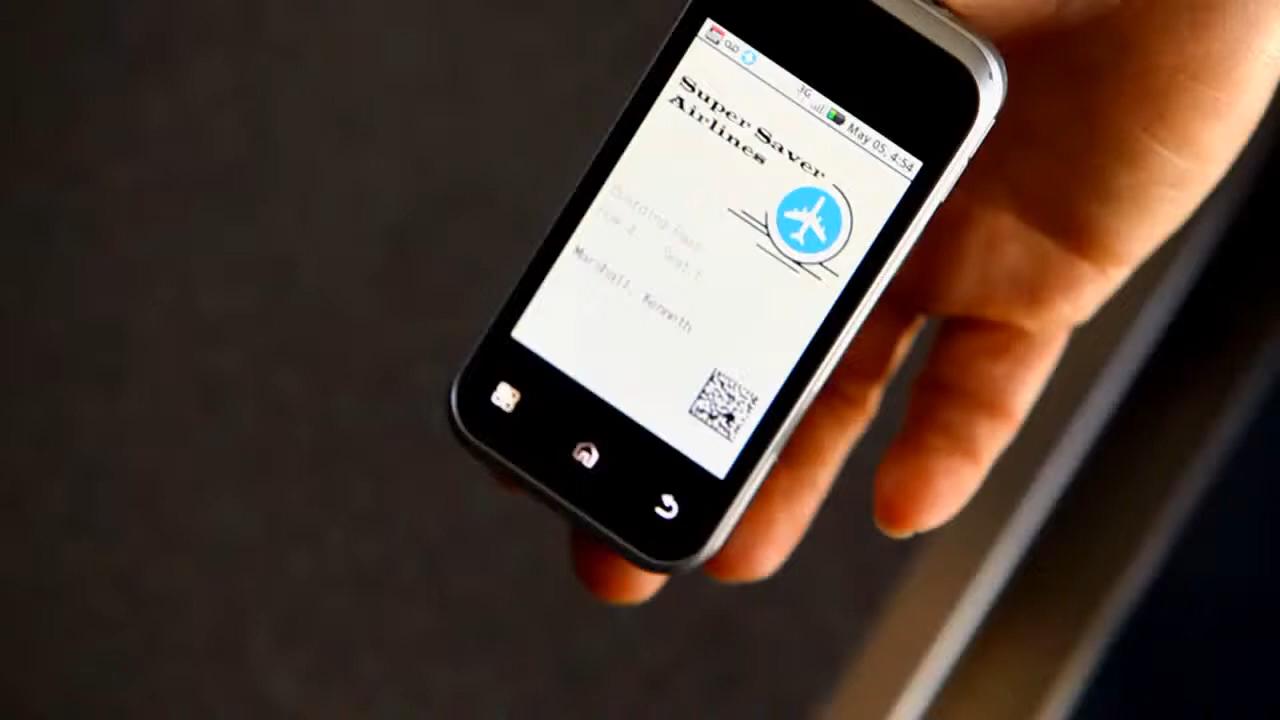 3G
May 05, 4:54
Super Saver
Airlines
Boarding Pass
Marshall, Kenneth